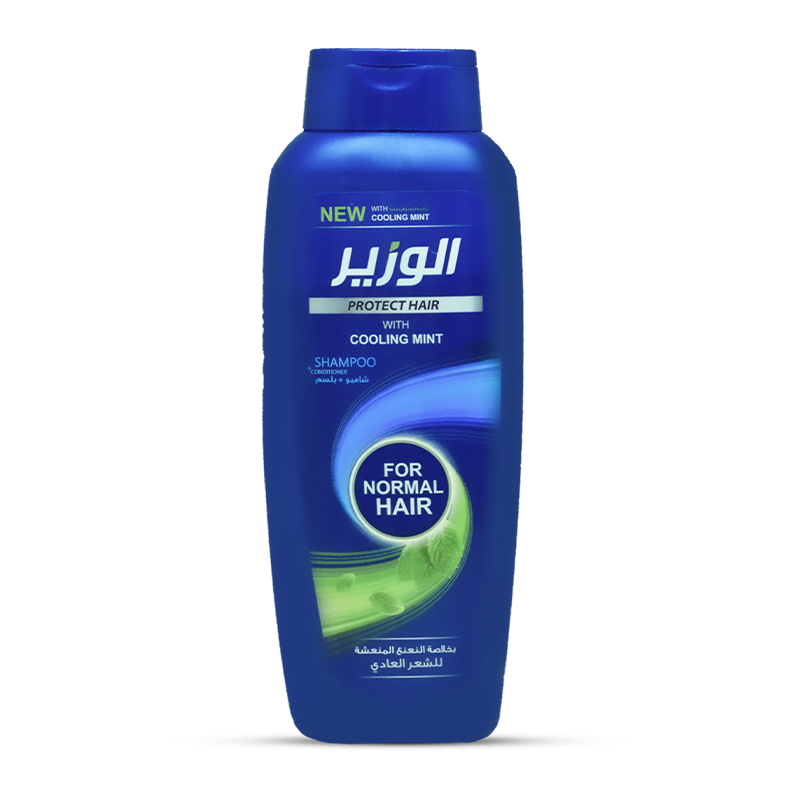 NEW WITH
COOLING MINT
الوزير
PROTECT HAIR
WITH
COOLING MINT
SHAMPOO
+ CONDITIONER
شامبو + بلسم
FOR
NORMAL
HAIR
بخلاصة النعنع المنعشة
للشعر العادي